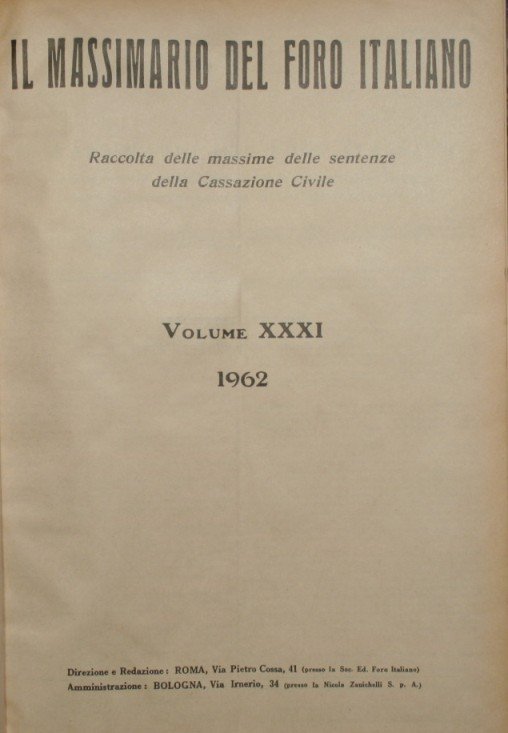 IL MASSIMARIO DEL FORO ITALIANO
Raccolta delle massime delle sentenze
della Cassazione Civile
VOLUME XXXI
1962
Direzione e Redazione: ROMA, Via Pietro Cossa, 41 (presso la Soc. Ed. Foro Italiano)
Amministrazione: BOLOGNA, Via Irnerio, 34 (presso la Nicola Zanichelli S. p. A.)